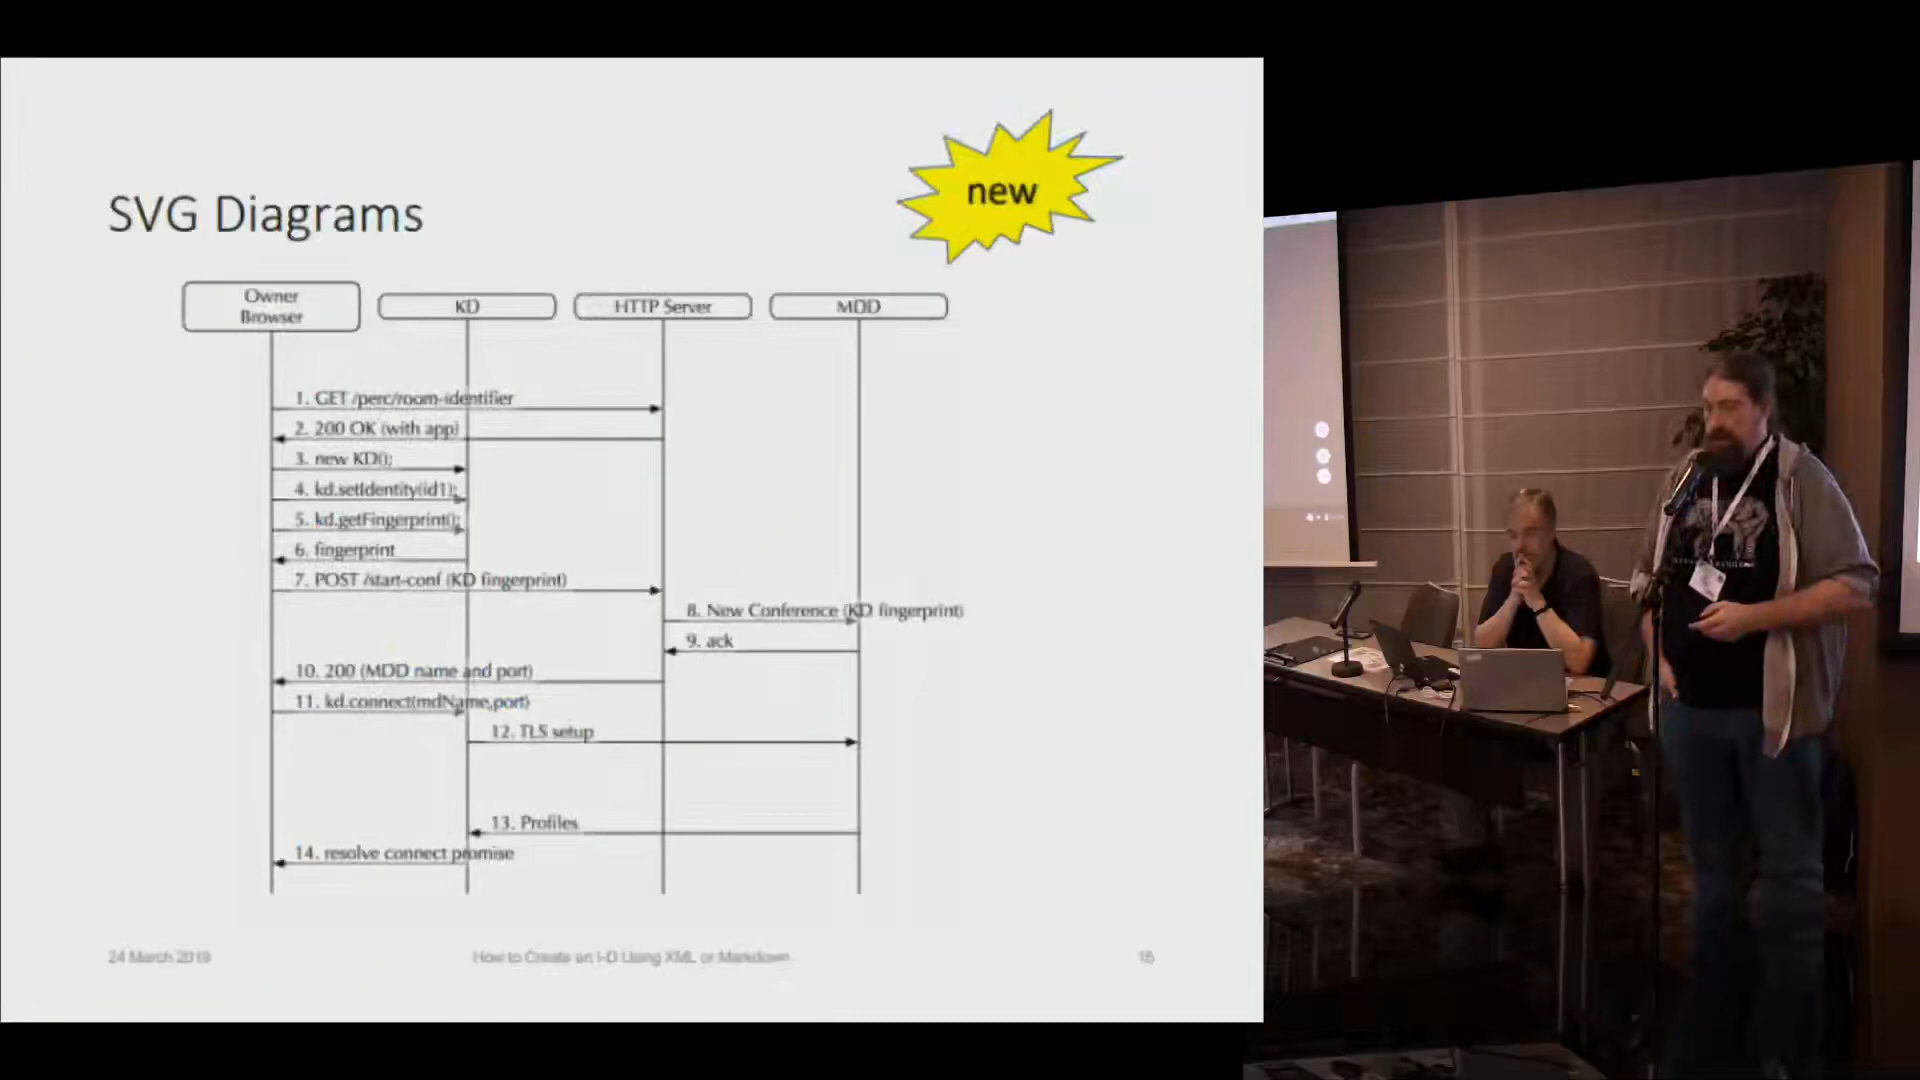 new
SVG Diagrams
Owner
Browser
KD
HTTP Server
MDD
1. GET /perc/room-identifier
2. 200 OK (with app)
3. new KD();
4. kd.setIdentity(id1);
5. kd.getFingerprint();
6. fingerprint
7. POST /start-conf (KD fingerprint)
8. New Conference (KD fingerprint)
9. ack
10. 200 (MDD name and port)
11. kd.connect(mdName,port)
12. TLS setup
13. Profiles
14. resolve connect promise
24 March 2019
How to Create an I-D Using XML or Markdown